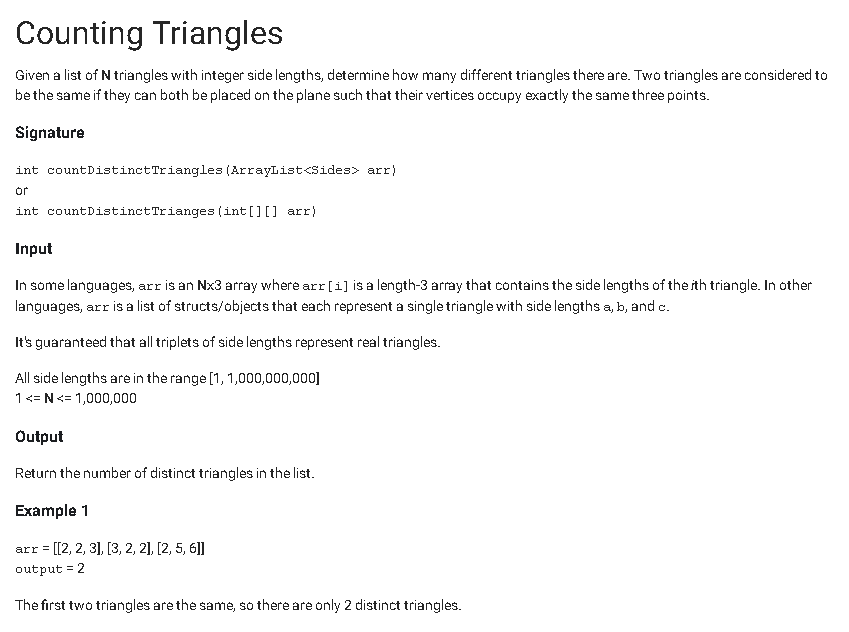 Counting Triangles
Given a list of N triangles with integer side lengths, determine how many different triangles there are. Two triangles are considered to
be the same if they can both be placed on the plane such that their vertices occupy exactly the same three points.
Signature
int countDistinctTriangles(ArrayList<Sides> arr)
or
int countDistinctTrianges(int[][] arr)
Input
In some languages, arr is an Nx3 array where arr[i] is a length-3 array that contains the side lengths of the ith triangle. In other
languages, arr is a list of structs/objects that each represent a single triangle with side lengths a, b, and c.
It's guaranteed that all triplets of side lengths represent real triangles.
All side lengths are in the range [1, 1,000,000,000]
1 <= N <= 1,000,000
Output
Return the number of distinct triangles in the list.
Example 1
arr = [[2, 2, 3], [3, 2, 2], [2, 5, 6]]
output = 2
The first two triangles are the same, so there are only 2 distinct triangles.